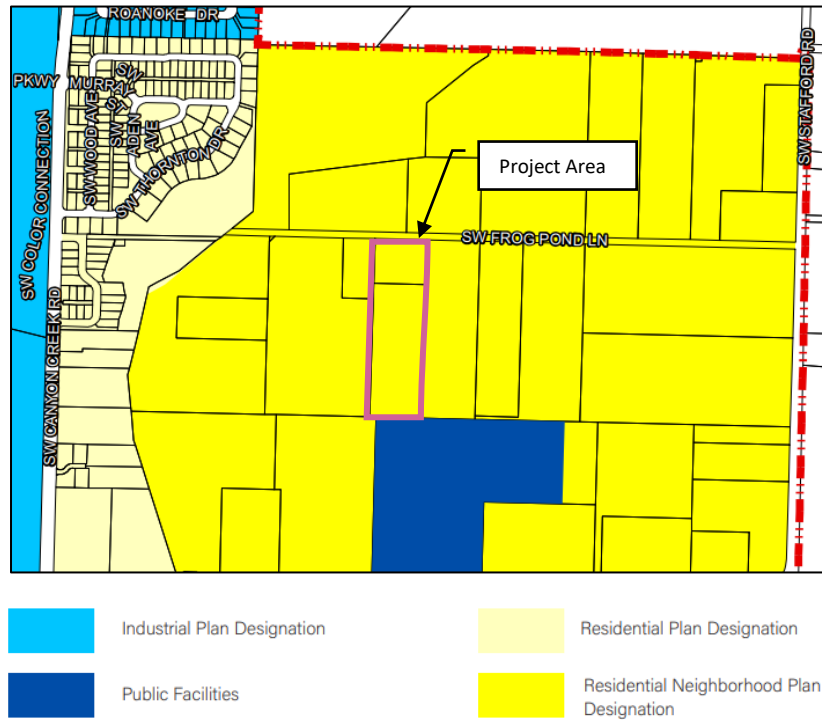 ROANOKE DR
PKWY MURRAY
SW
ST
SW WOOD AVE
SW
ADEN
AVE
SW THORNTON DR
SW COLOR CONNECTION
SW CANYON CREEK RD
SW STAFFORD RD
Project Area
SW FROG POND LN
Industrial Plan Designation
Residential Plan Designation
Public Facilities
Residential Neighborhood Plan
Designation